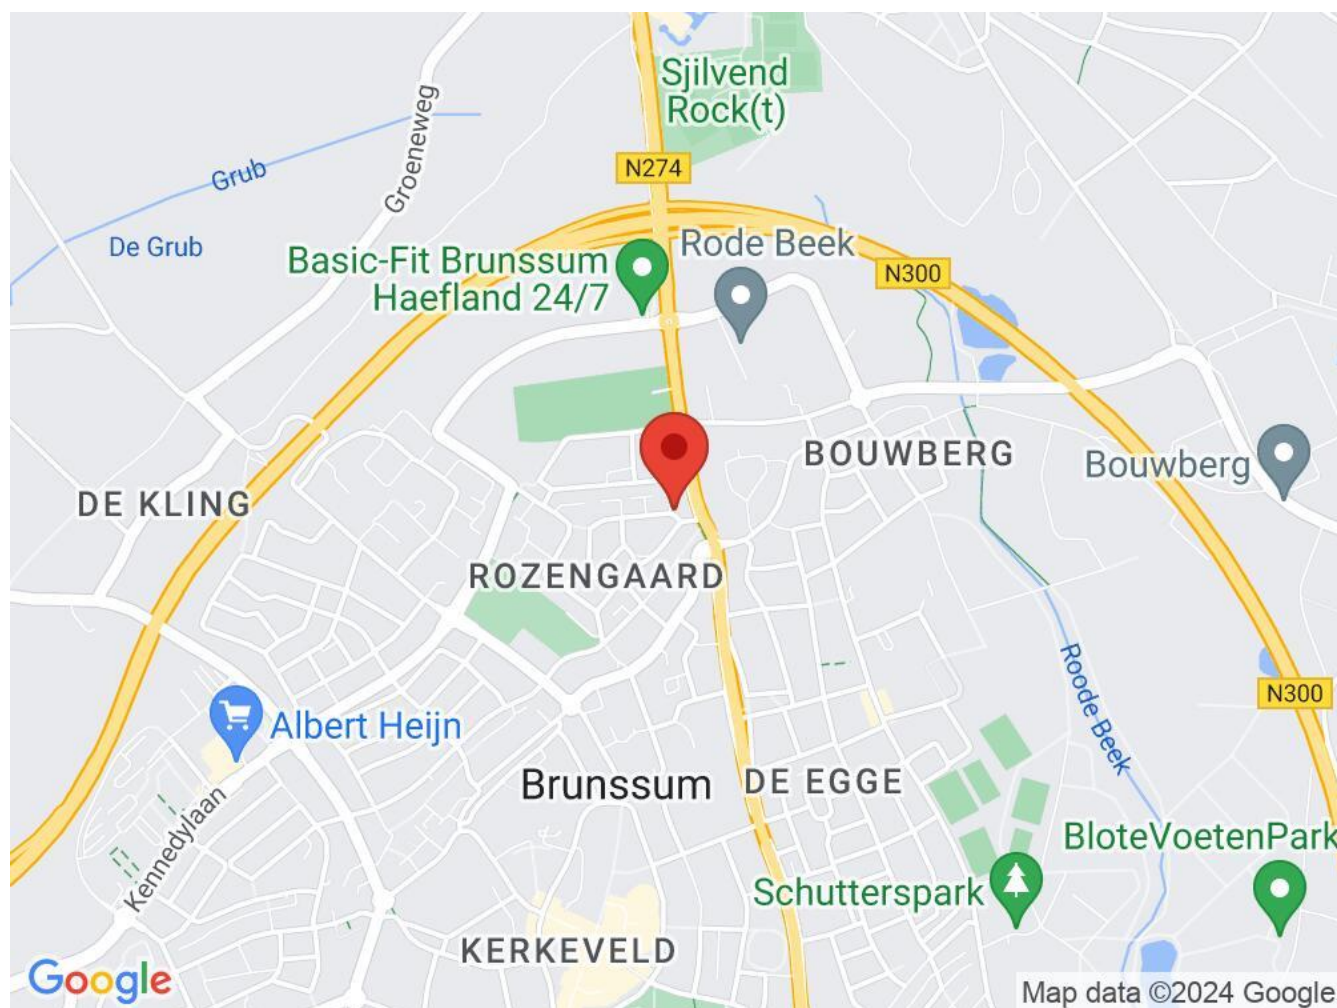 Sjilvend
Rock(t)
N274
Groeneweg
Grub
De Grub
Basic-Fit Brunssum
Haefland 24/7
Rode Beek
N300
BOUWBERG
Bouwberg
DE KLING
ROZENGAARD
Roode Beek
N300
Albert Heijn
Brunssum
DE EGGE
Kennedylaan
BloteVoetenPark
Schutterspark
KERKEVELD
Google
Map data ©2024 Google